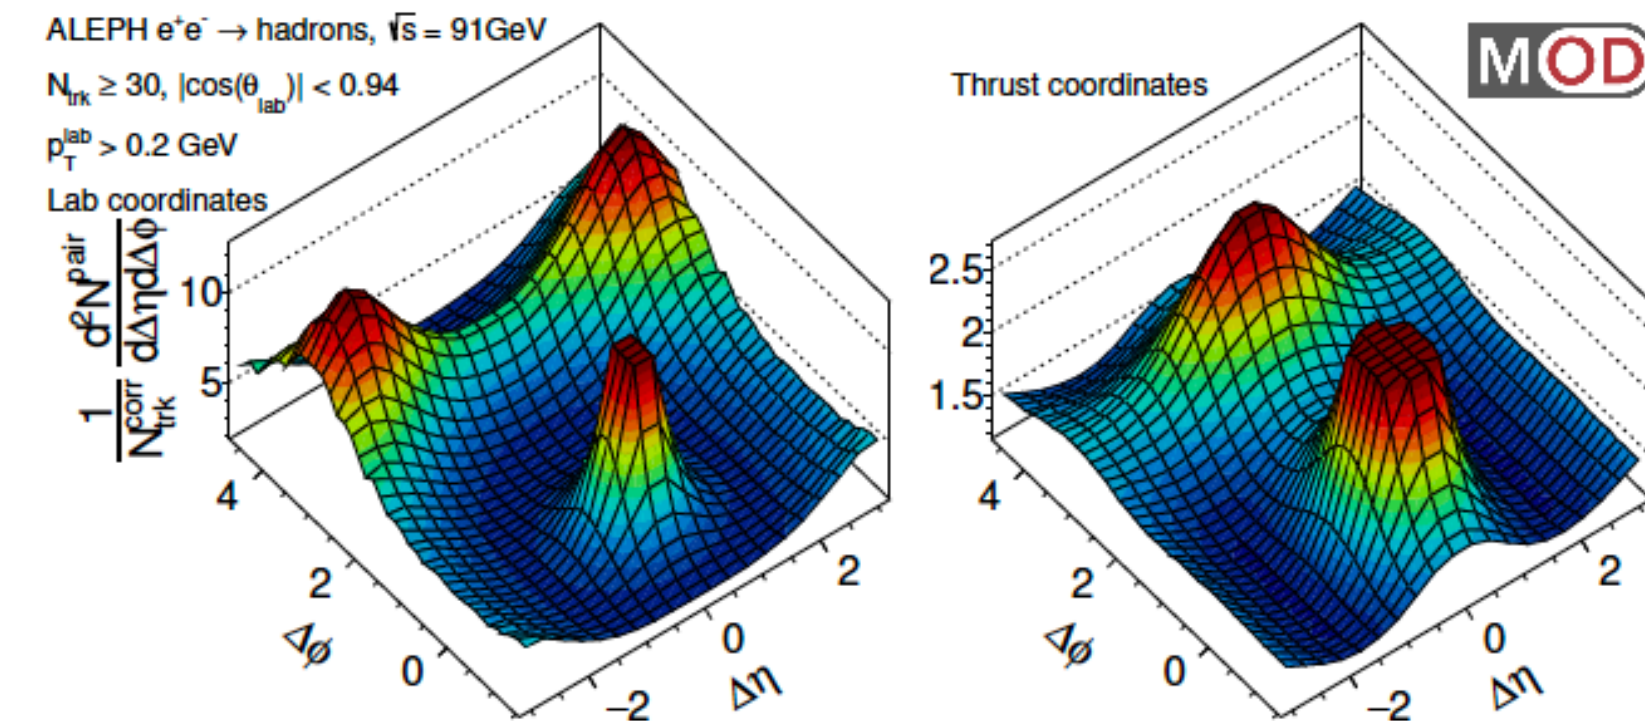 ALEPH e⁺e⁻ → hadrons, √s = 91GeV
N_trk ≥ 30, |cos(θ_lab)| < 0.94
p_T^lab > 0.2 GeV
Lab coordinates
1/N_trk^corr d²N^pair/dΔηdΔϕ
10
5
4
2
0
Δϕ
−2
0
2
Δη
Thrust coordinates
MOD
2.5
2
1.5
4
2
0
Δϕ
−2
0
2
Δη